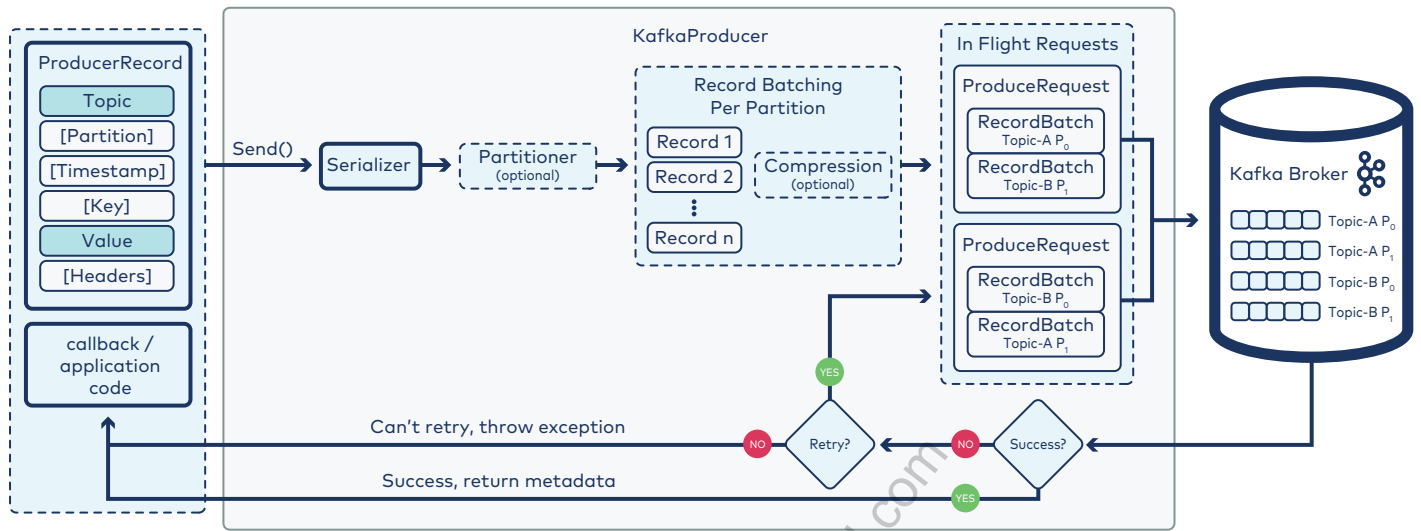 ProducerRecord
Topic
[Partition]
[Timestamp]
[Key]
Value
[Headers]
callback /
application
code
Send()
KafkaProducer
Serializer
Partitioner
(optional)
Record Batching
Per Partition
Record 1
Record 2
Record n
Compression
(optional)
In Flight Requests
ProduceRequest
RecordBatch
Topic-A P0
RecordBatch
Topic-B P1
ProduceRequest
RecordBatch
Topic-B P0
RecordBatch
Topic-A P1
Kafka Broker
Topic-A P0
Topic-A P1
Topic-B P0
Topic-B P1
YES
Can't retry, throw exception
NO
Retry?
NO
Success?
Success, return metadata
YES
.com